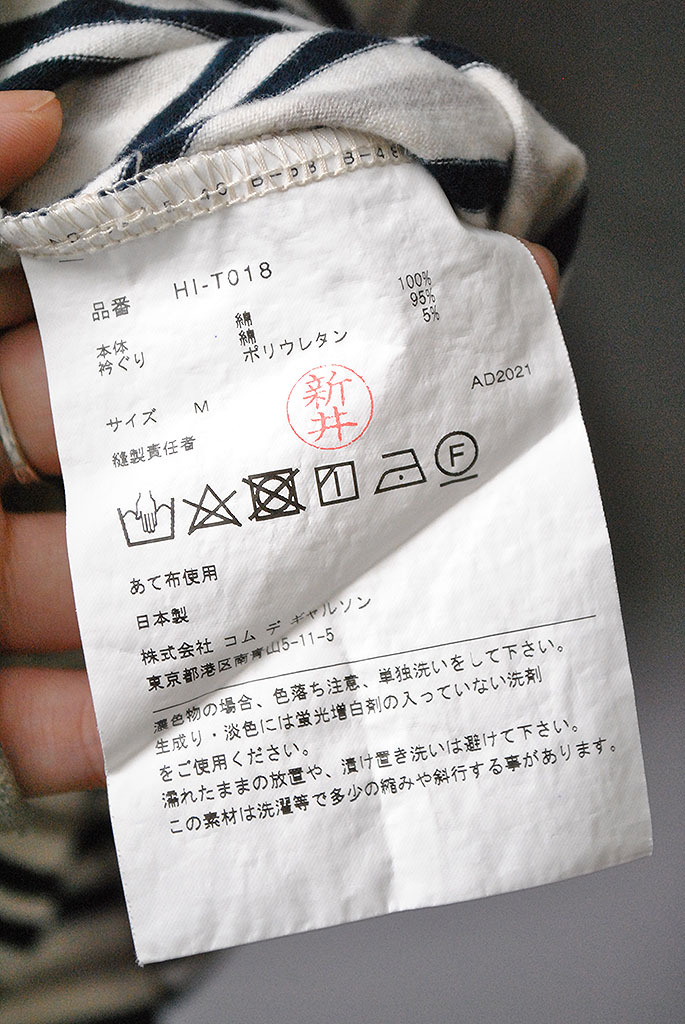 品番 HI-T018
本体 綿 100%
衿ぐり 綿 95%
ポリウレタン 5%
サイズ M
AD2021
縫製責任者
新井
F
あて布使用
日本製
株式会社 コム デ ギャルソン
東京都港区南青山5-11-5
濃色物の場合、色落ち注意、単独洗いをして下さい。
生成り・淡色には蛍光増白剤の入っていない洗剤
をご使用ください。
濡れたままの放置や、漬け置き洗いは避けて下さい。
この素材は洗濯等で多少の縮みや斜行する事があります。